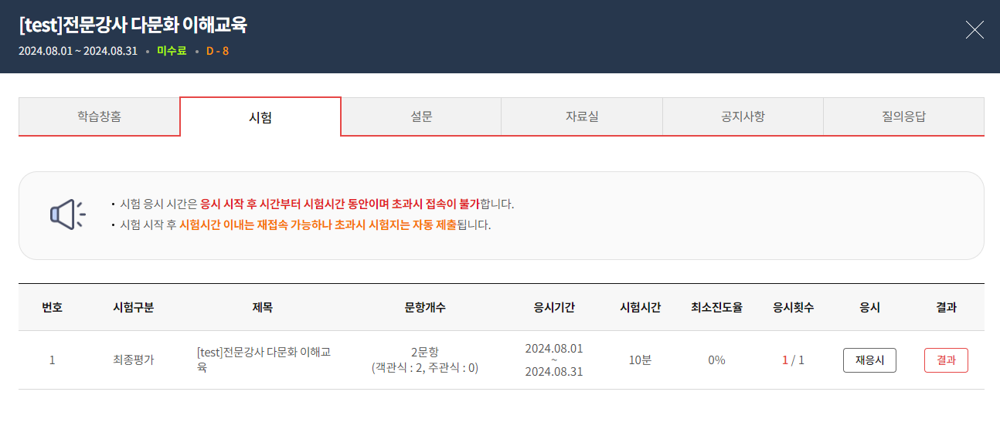 [test]전문강사 다문화 이해교육
2024.08.01 ~ 2024.08.31 • 미수료 • D - 8
학습창홈 시험 설문 자료실 공지사항 질의응답
• 시험 응시 시간은 응시 시작 후 시간부터 시험시간 동안이며 초과시 접속이 불가합니다.
• 시험 시작 후 시험시간 이내는 재접속 가능하나 초과시 시험지는 자동 제출됩니다.
번호 시험구분 제목 문항개수 응시기간 시험시간 최소진도율 응시횟수 응시 결과
1 최종평가
[test]전문강사 다문화 이해교
육
2문항
(객관식 : 2, 주관식 : 0)
2024.08.01
~
2024.08.31
10분 0% 1 / 1 재응시 결과